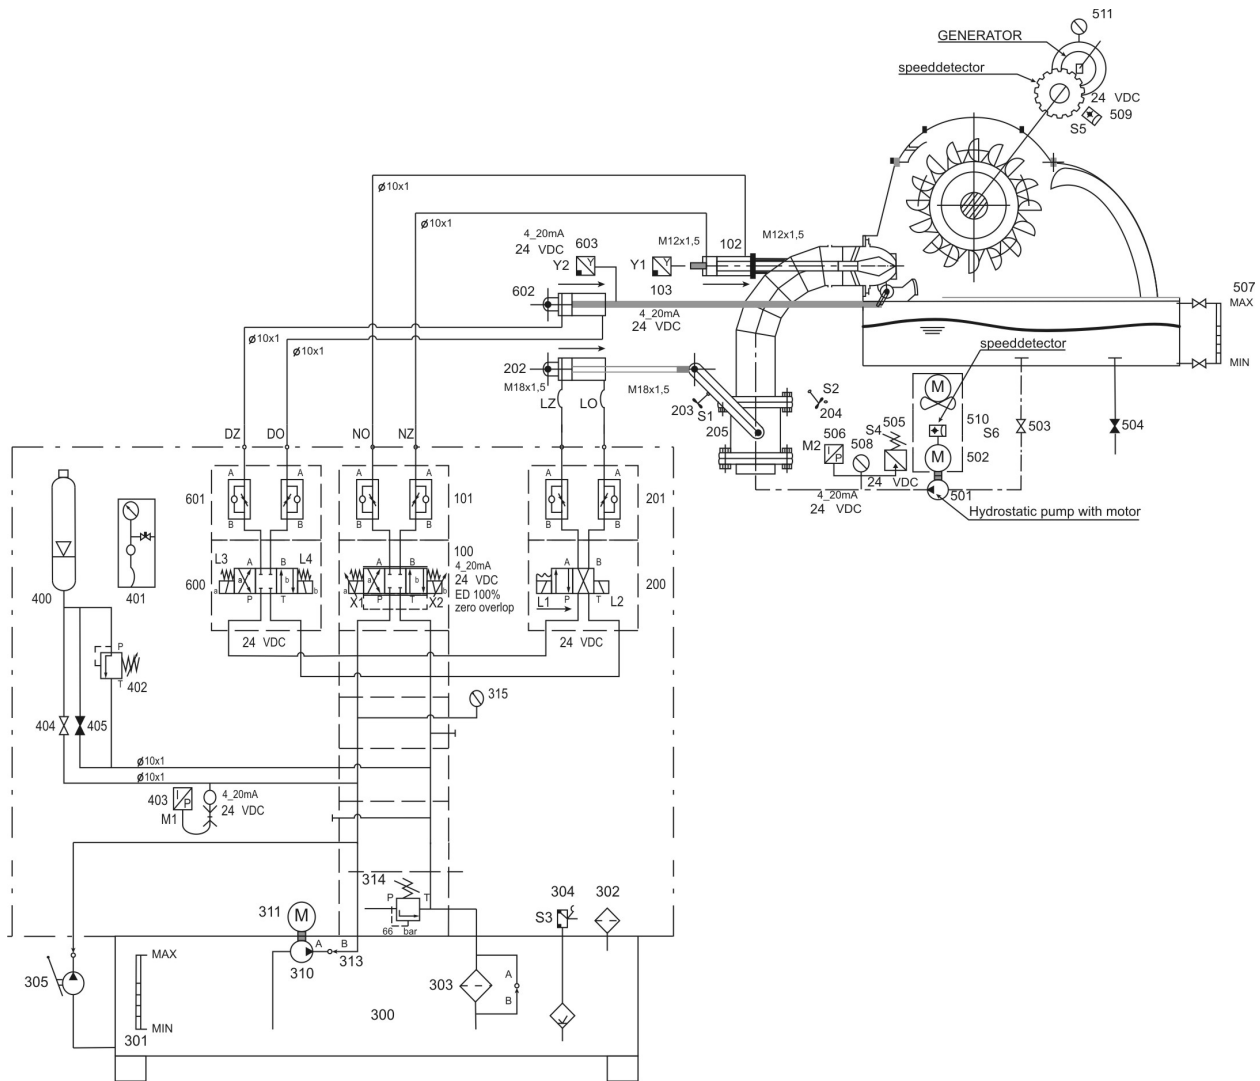 511
GENERATOR
speeddetector
24 VDC
509
S5
Ø10x1
Ø10x1
4_20mA
24 VDC
603
Y2
Y
M12x1,5
102
M12x1,5
Y1
Y
602
103
4_20mA
24 VDC
507
MAX
MIN
Ø10x1
Ø10x1
speeddetector
202
M18x1,5
M18x1,5
LZ
LO
203
S1
205
S2
204
M
510
S6
M
502
501
503
504
505
S4
506
508
M2
I
P
24 VDC
4_20mA
24 VDC
Hydrostatic pump with motor
DZ
DO
NO
NZ
A
A
A
A
A
A
601
101
201
B
B
B
B
B
B
L3
A
B
L4
A
B
100
4_20mA
24 VDC
ED 100%
zero overlop
A
B
600
a
a
b
b
a
a
b
b
200
P
T
X1
P
T
X2
L1
P
T
L2
24 VDC
24 VDC
400
401
P
T
402
404
405
315
Ø10x1
Ø10x1
403
I
P
M1
4_20mA
24 VDC
314
P
T
66 bar
311
M
310
A
B
313
304
S3
302
305
MAX
MIN
301
303
A
B
300